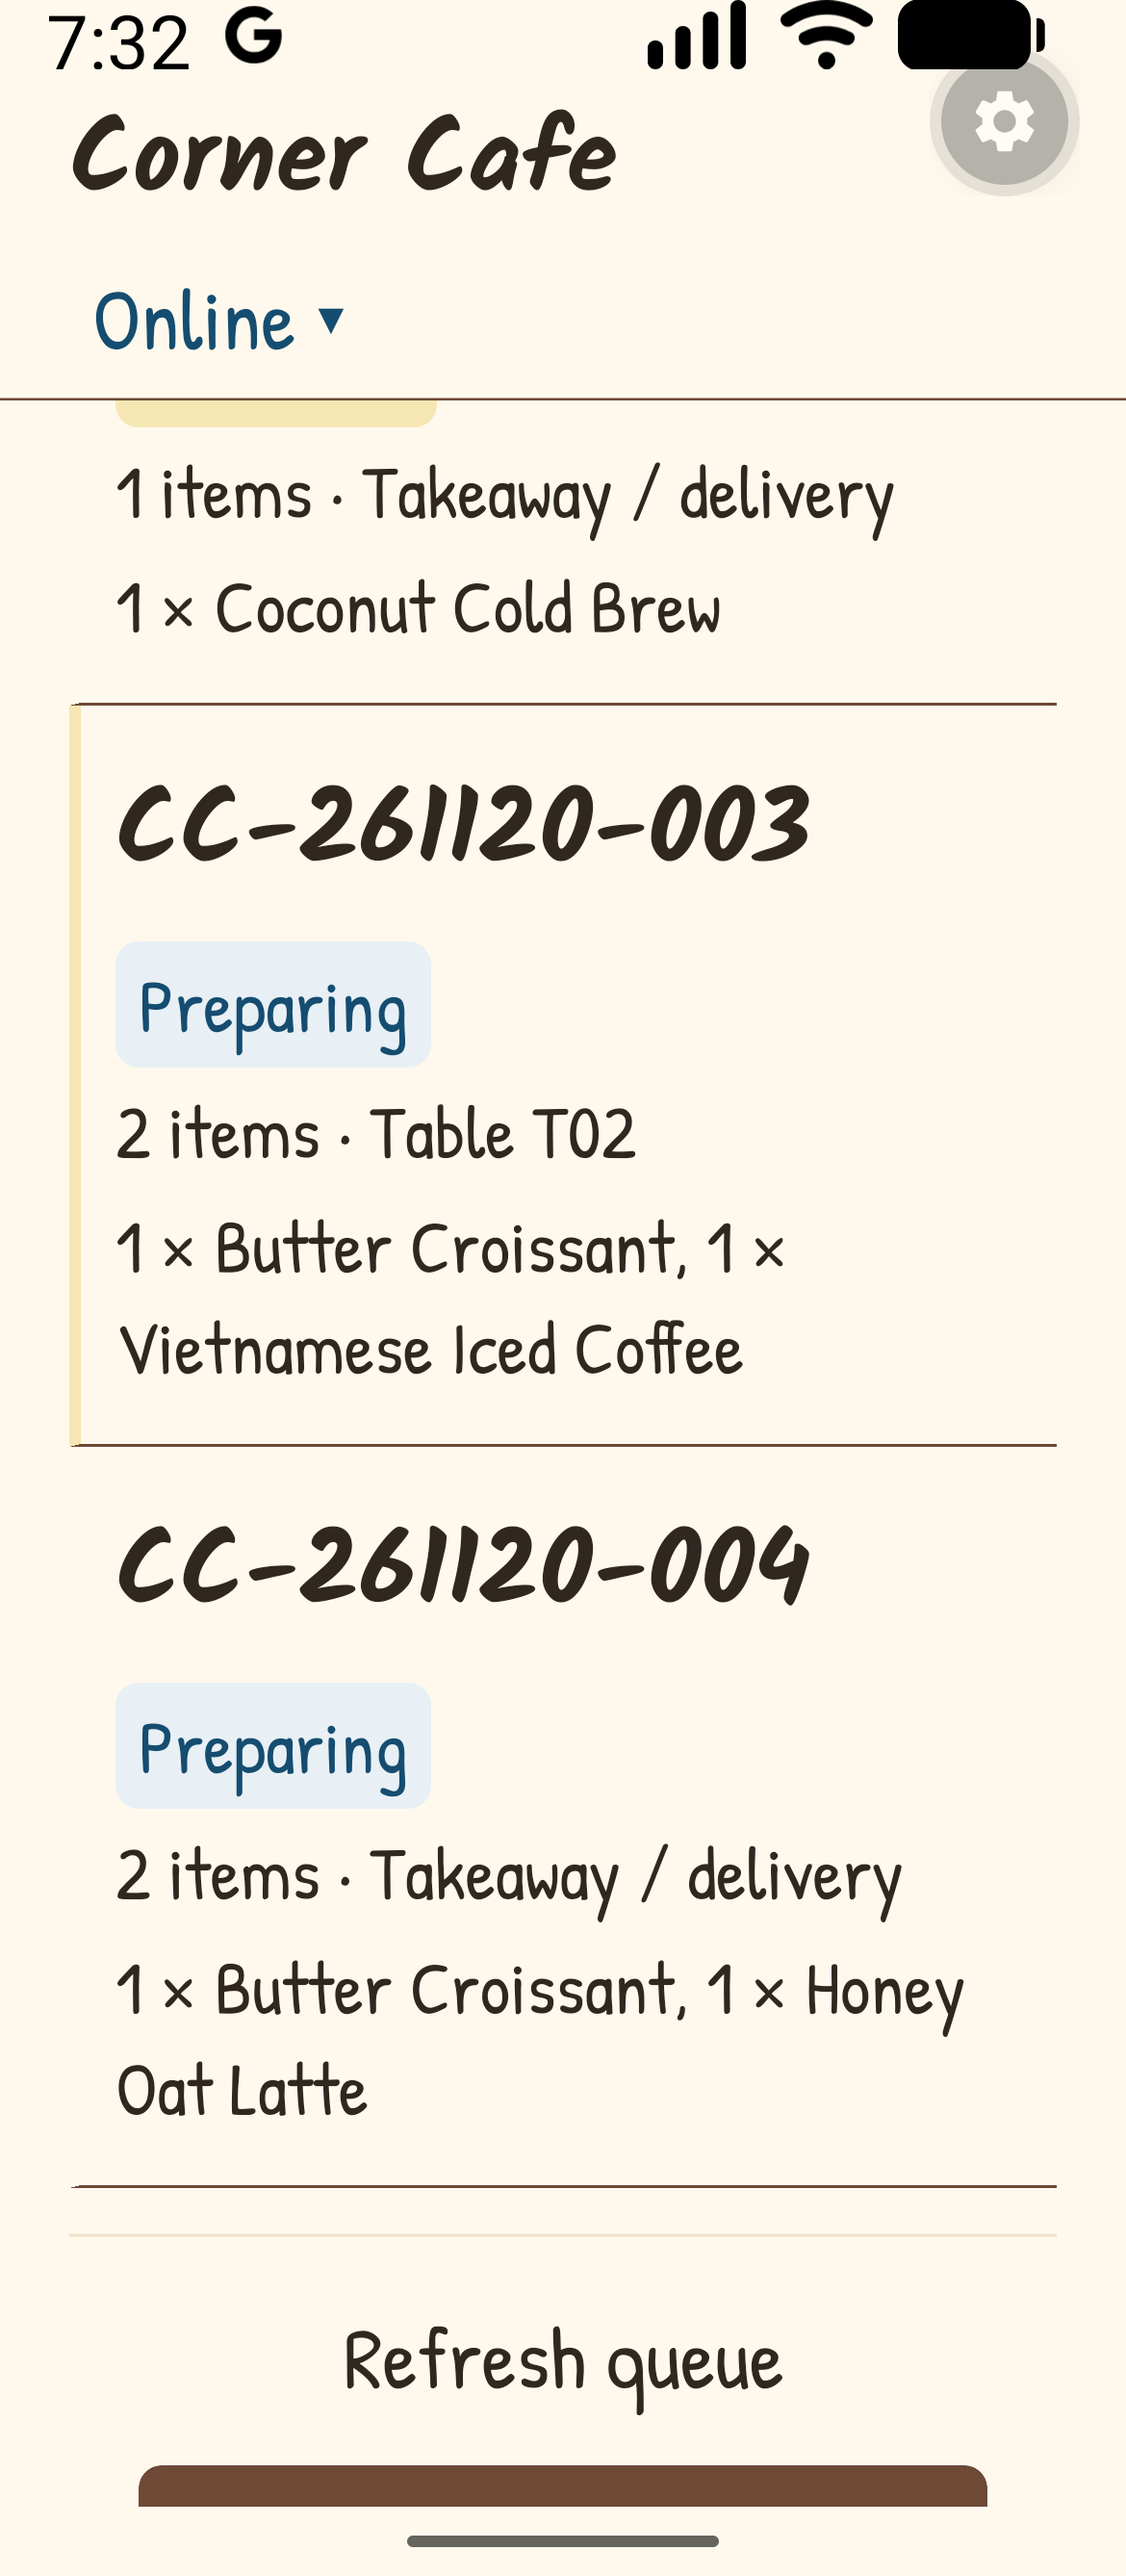 7:32 G
Corner Cafe
Online ▼
1 items · Takeaway / delivery
1 × Coconut Cold Brew
CC-261120-003
Preparing
2 items · Table T02
1 × Butter Croissant, 1 ×
Vietnamese Iced Coffee
CC-261120-004
Preparing
2 items · Takeaway / delivery
1 × Butter Croissant, 1 × Honey
Oat Latte
Refresh queue